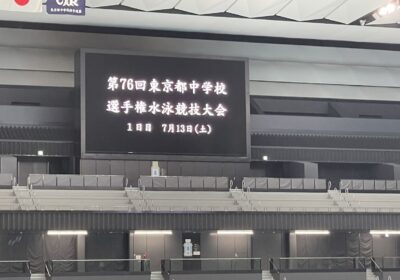 第76回東京都中学校
選手権水泳競技大会
1日目 7月13日(土)